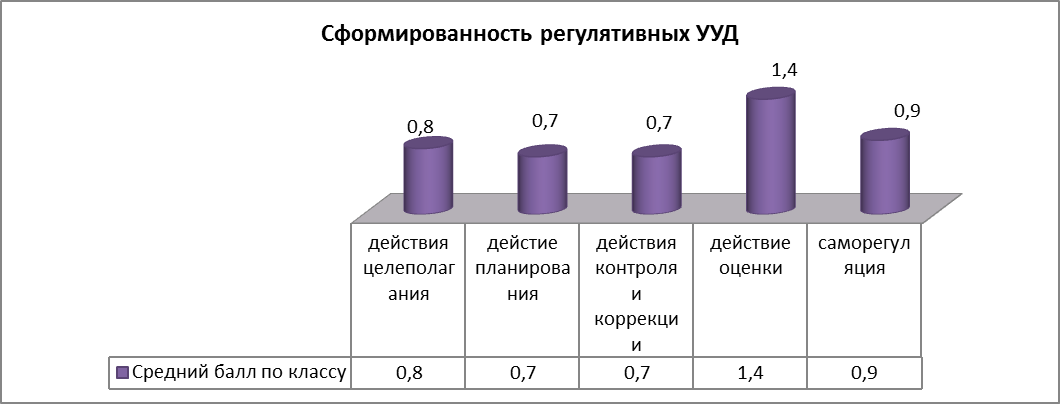 Сформированность регулятивных УУД
1,4
0,8
0,7
0,7
0,9
действия
целеполаг
ания
дейстие
планирова
ния
действия
контроля
и
коррекци
и
действие
оценки
саморегул
яция
Средний балл по классу
0,8
0,7
0,7
1,4
0,9